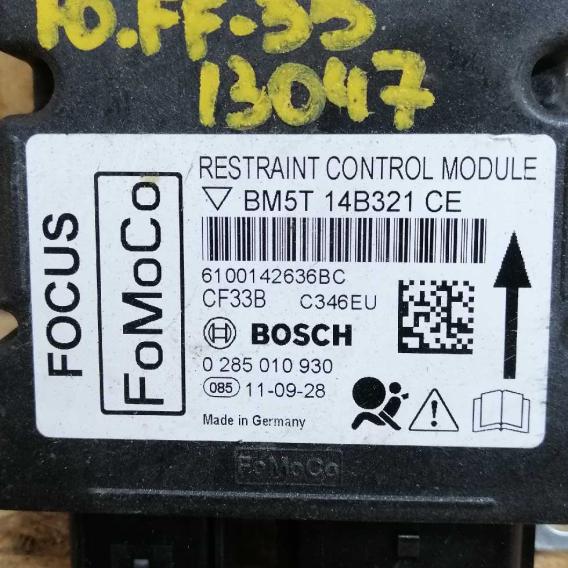 Ю.FF-35
13047
FOCUS
FoMoCo
RESTRAINT CONTROL MODULE
BM5T 14B321 CE
6100142636BC
CF33B C346EU
BOSCH
0 285 010 930
085 11-09-28
Made in Germany
FoMoCo